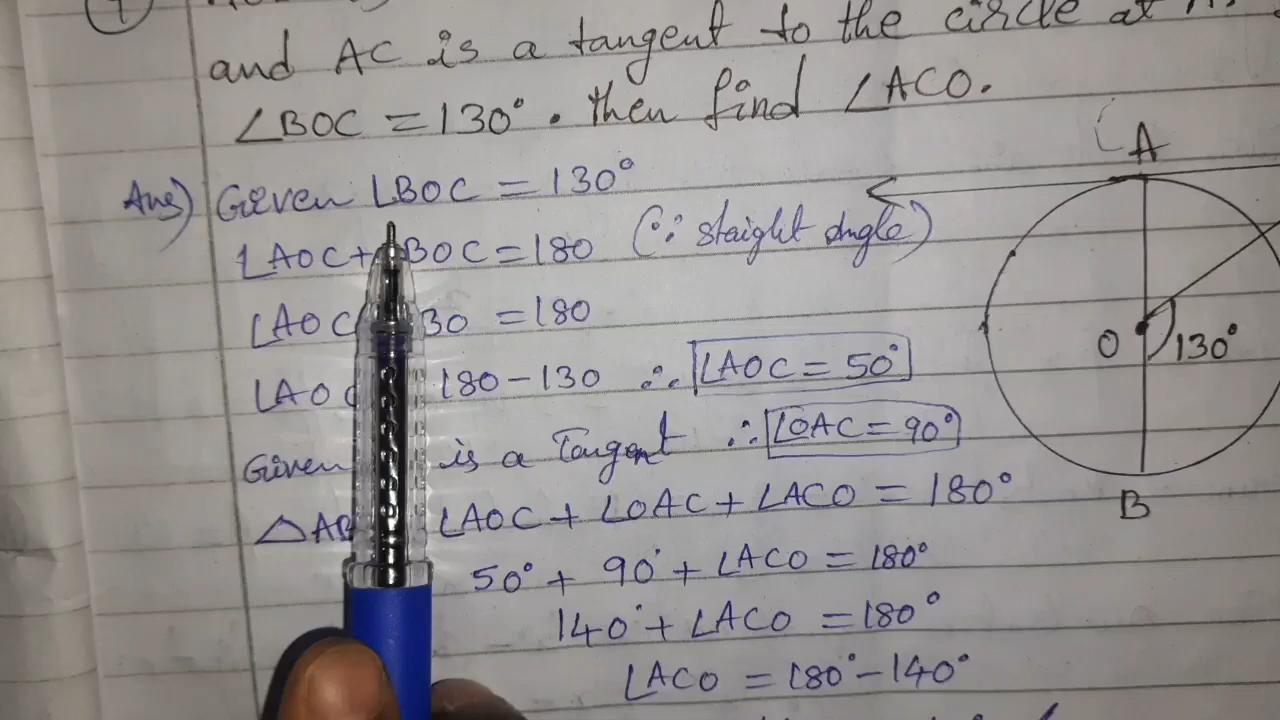 and AC is a tangent to the circle at
∠BOC = 130°. then find ∠ACO.
Ans) Given ∠BOC = 130°
∠AOC + BOC = 180 (∵ staight angle)
∠AOC 30 = 180
∠AOC 180 - 130 ∴ ∠AOC = 50°
Given is a Tangent ∴ ∠OAC = 90°
∠AOC + ∠OAC + ∠ACO = 180°
50° + 90° + ∠ACO = 180°
140° + ∠ACO = 180°
∠ACO = 180° - 140°
A
O 130°
B